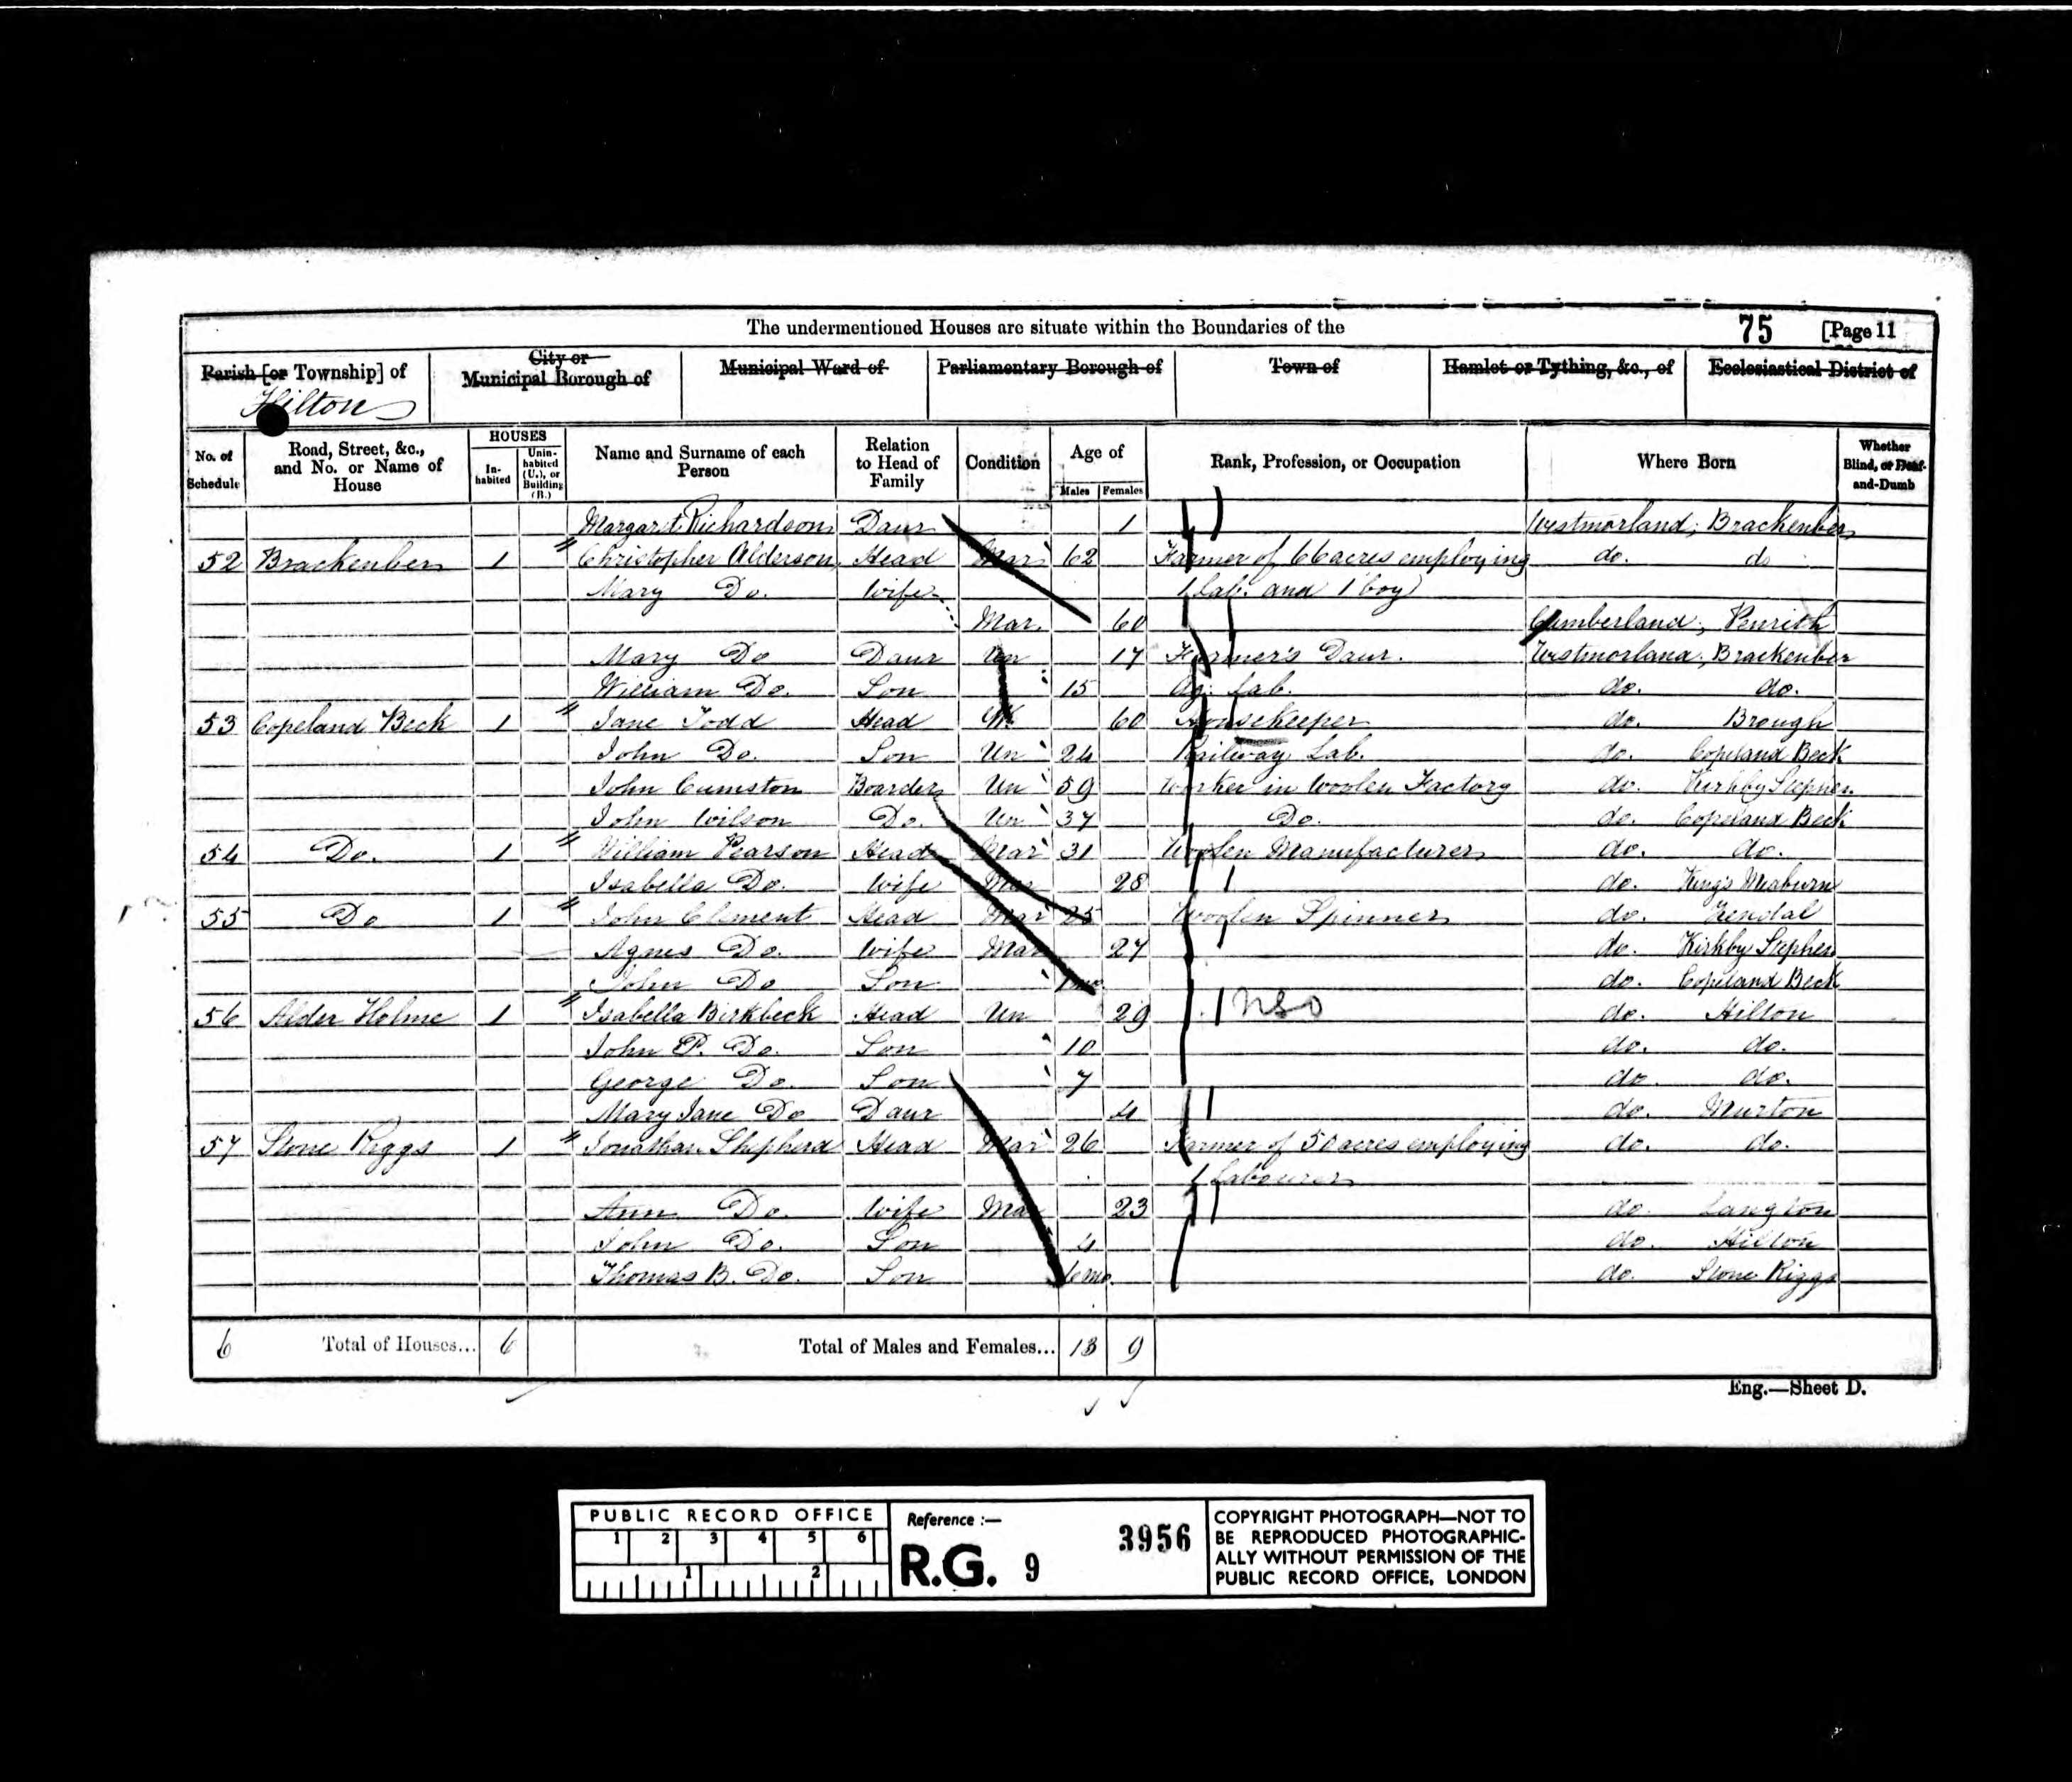 The undermentioned Houses are situate within the Boundaries of the 75 [Page 11
Parish [or Township] of City or Municipal Borough of Municipal Ward of Parliamentary Borough of Town of Hamlet or Tything, &c., of Ecclesiastical District of
Hilton
No. of Schedule Road, Street, &c., and No. or Name of House HOUSES In-habited Unin-habited (U.), or Building (B.) Name and Surname of each Person Relation to Head of Family Condition Age of Males Females Rank, Profession, or Occupation Where Born Whether Blind, or Deaf-and-Dumb
Margaret Richardson Daur 1 Westmorland; Brackenber
52 Brackenber 1 Christopher Alderson Head Mar 62 Farmer of 66 acres employing do. do
Mary Do. Wife 1 lab. and 1 boy)
Mar. 60 Cumberland; Penrith
Mary Do Daur Un 17 Farmer's Daur. Westmorland; Brackenber
William Do. Son 15 Ag. Lab. do. do.
53 Copeland Beck 1 Jane Todd Head W. 60 Housekeeper do. Brough
John Do. Son Un 24 Railway Lab. do. Copeland Beck
John Cumston Boarder Un 59 Worker in Woolen Factory do. Kirkby Stephen
John Wilson Do. Un 37 Do. do. Copeland Beck
54 Do. 1 William Pearson Head Mar 31 Woolen Manufacturer do. do.
Isabella Do. Wife Mar 28 do. King's Meaburn
55 Do 1 John Clement Head Mar 25 Woolen Spinner do. Kendal
Agnes Do. Wife Mar 27 do. Kirkby Stephen
John Do Son do. Copeland Beck
56 Alder Holme 1 Isabella Birkbeck Head Un 29 do. Hilton
John P. Do. Son 10 do. do.
George Do. Son 7 do. do.
Mary Jane Do Daur 4 do. Murton
57 Stone Riggs 1 Jonathan Shepherd Head Mar 26 Farmer of 50 acres employing do. do.
1 labourer
Ann Do. Wife Mar 23 do. Langton
John Do. Son 4 do. Hilton
Thomas B. Do. Son 6 mo. do. Stone Riggs
6 Total of Houses... 6 Total of Males and Females... 13 9
Eng.—Sheet D.
PUBLIC RECORD OFFICE
1 2 3 4 5 6
1 2
Reference :—
R.G. 9 3956
COPYRIGHT PHOTOGRAPH—NOT TO
BE REPRODUCED PHOTOGRAPHIC-
ALLY WITHOUT PERMISSION OF THE
PUBLIC RECORD OFFICE, LONDON